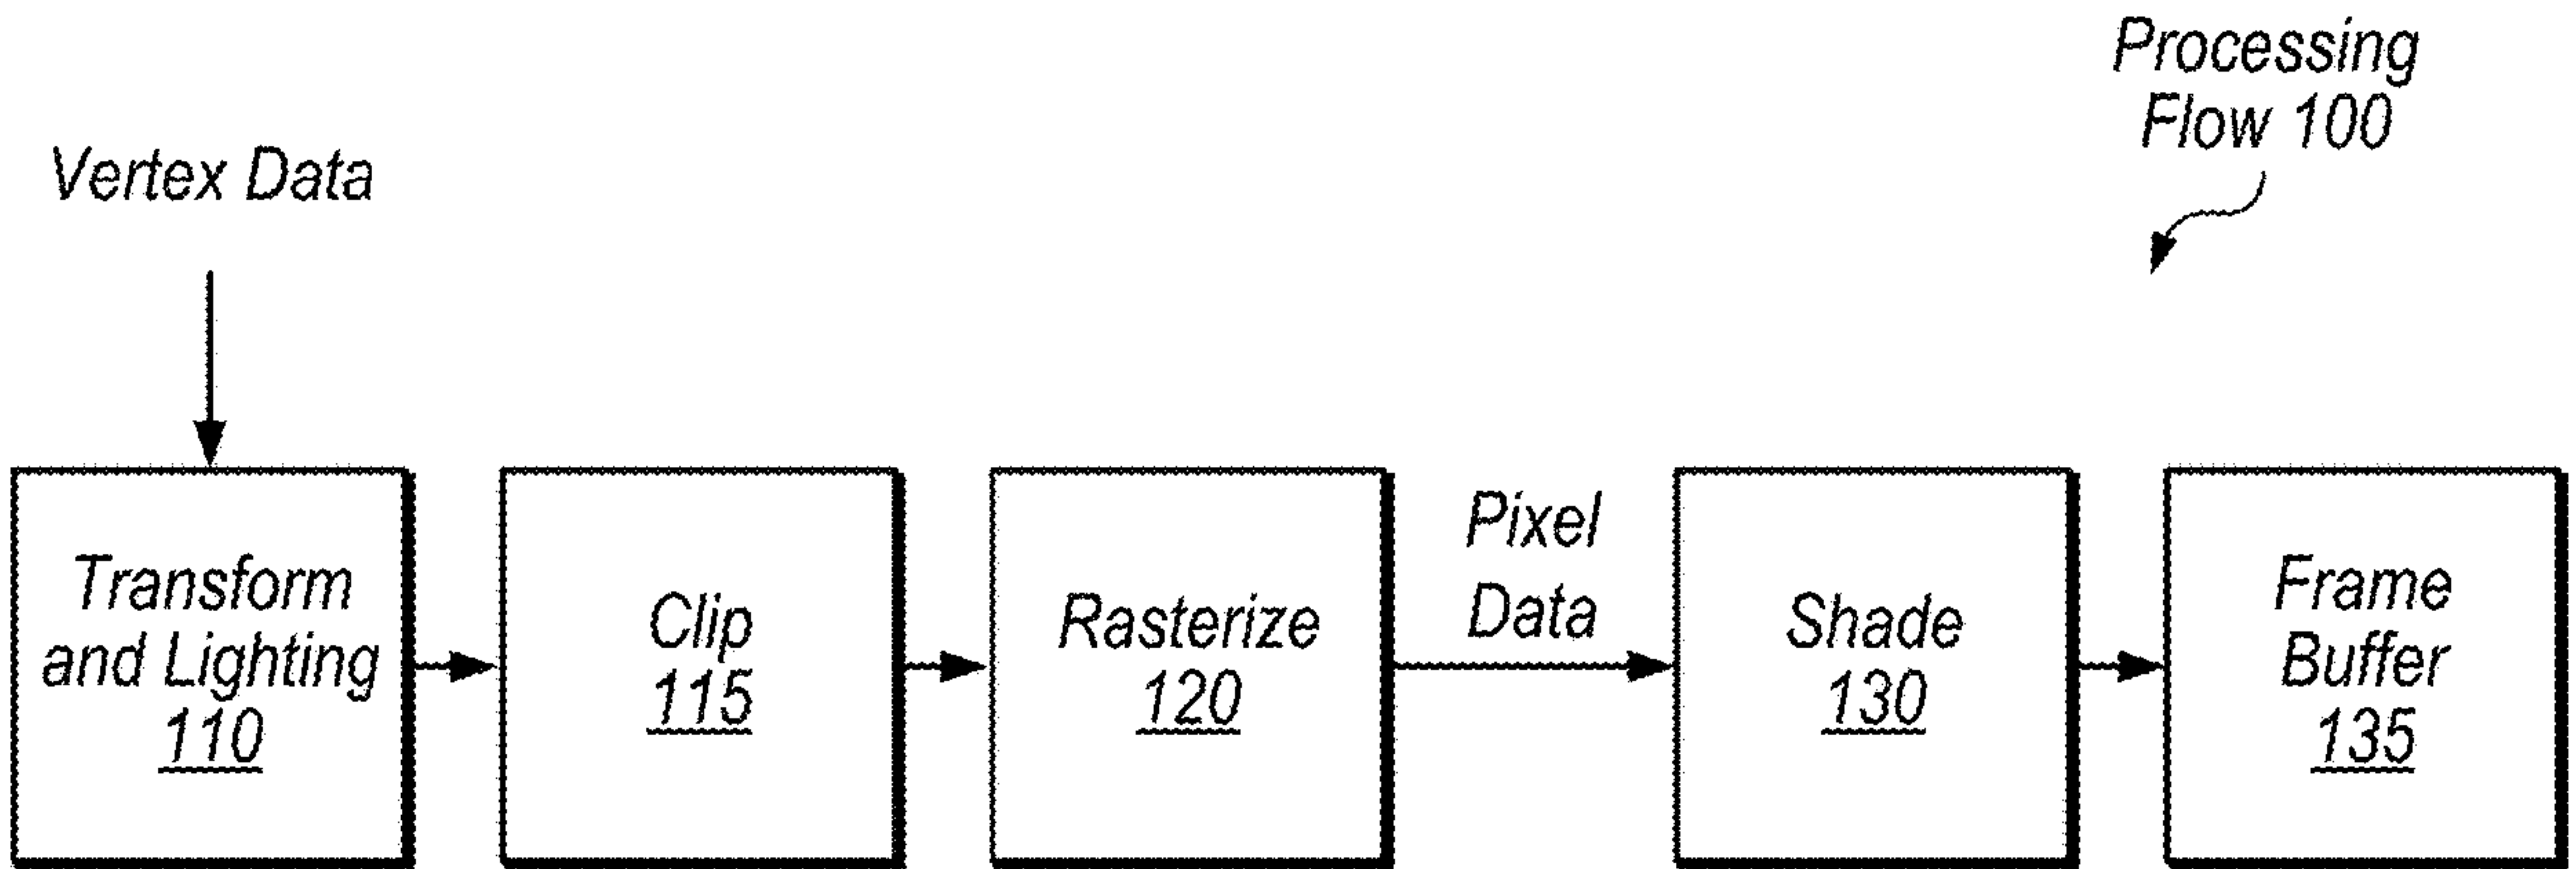 Processing
Flow 100
Vertex Data
Transform
and Lighting
110
Clip
115
Rasterize
120
Pixel
Data
Shade
130
Frame
Buffer
135